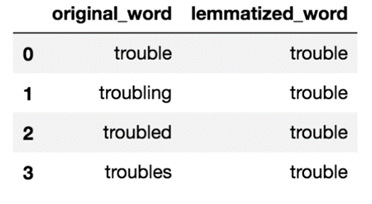 original_word lemmatized_word
0 trouble trouble
1 troubling trouble
2 troubled trouble
3 troubles trouble